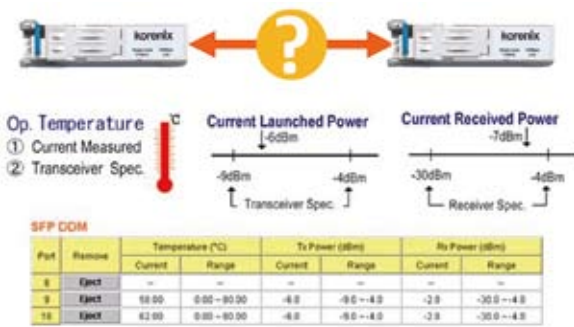 korenix
?
korenix
Op. Temperature
°C
① Current Measured
② Transceiver Spec.
Current Launched Power
-6dBm
-9dBm
-4dBm
Transceiver Spec.
Current Received Power
-7dBm
-30dBm
-4dBm
Receiver Spec.
SFP DDM
Port Remove Temperature (°C) Tx Power (dBm) Rx Power (dBm)
Current Range Current Range Current Range
8 Eject -- -- -- -- -- --
9 Eject 58.00 0.00 ~ 80.00 -6.0 -9.0 ~ -4.0 -2.8 -30.0 ~ -4.0
10 Eject 62.00 0.00 ~ 80.00 -6.0 -9.0 ~ -4.0 -2.8 -30.0 ~ -4.0